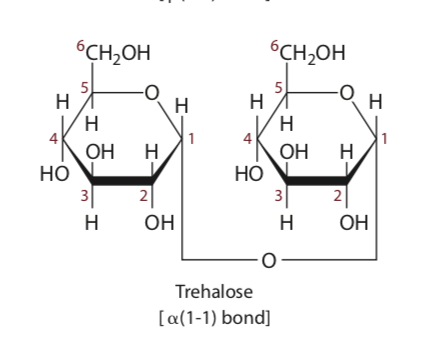 ⁶CH₂OH ⁶CH₂OH
5 O 5 O
H H H H
H H
4 OH H 1 4 OH H 1
HO HO
3 2 3 2
H OH H OH
O
Trehalose
[α(1-1) bond]